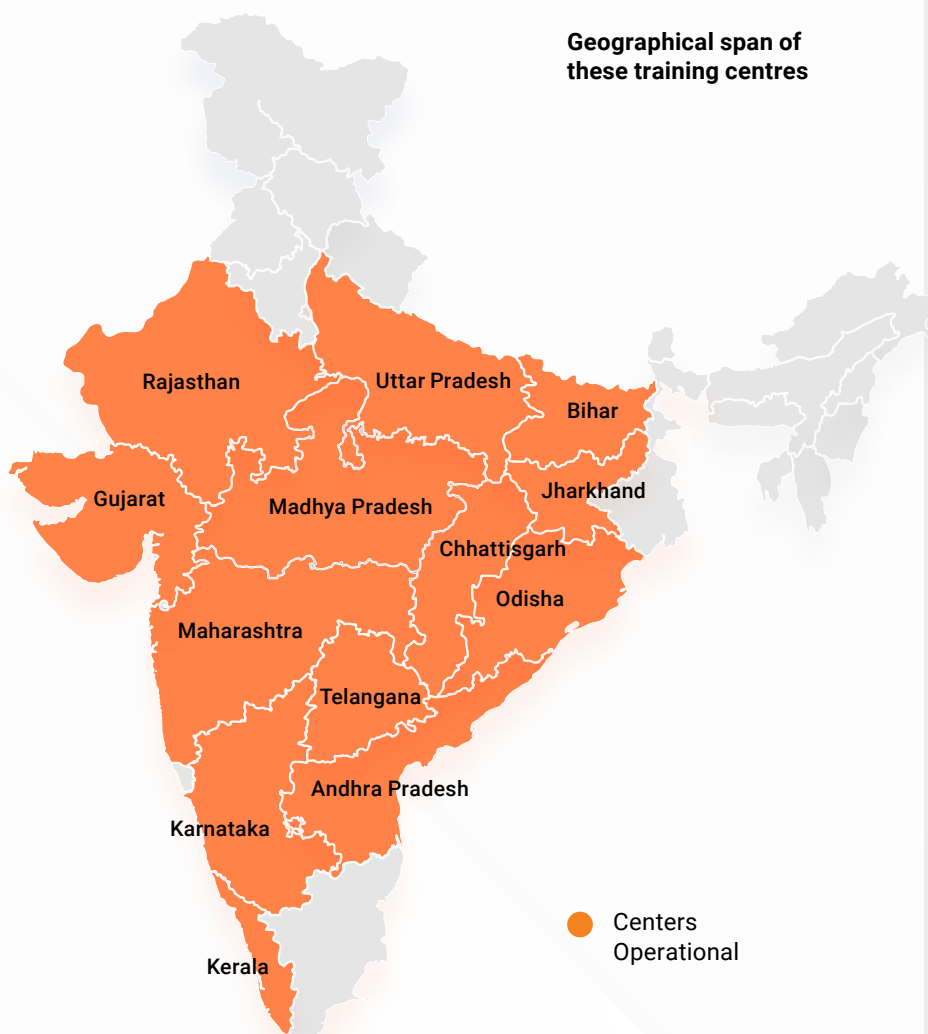 Geographical span of
these training centres
Rajasthan
Uttar Pradesh
Bihar
Gujarat
Madhya Pradesh
Jharkhand
Chhattisgarh
Odisha
Maharashtra
Telangana
Andhra Pradesh
Karnataka
Kerala
Centers
Operational